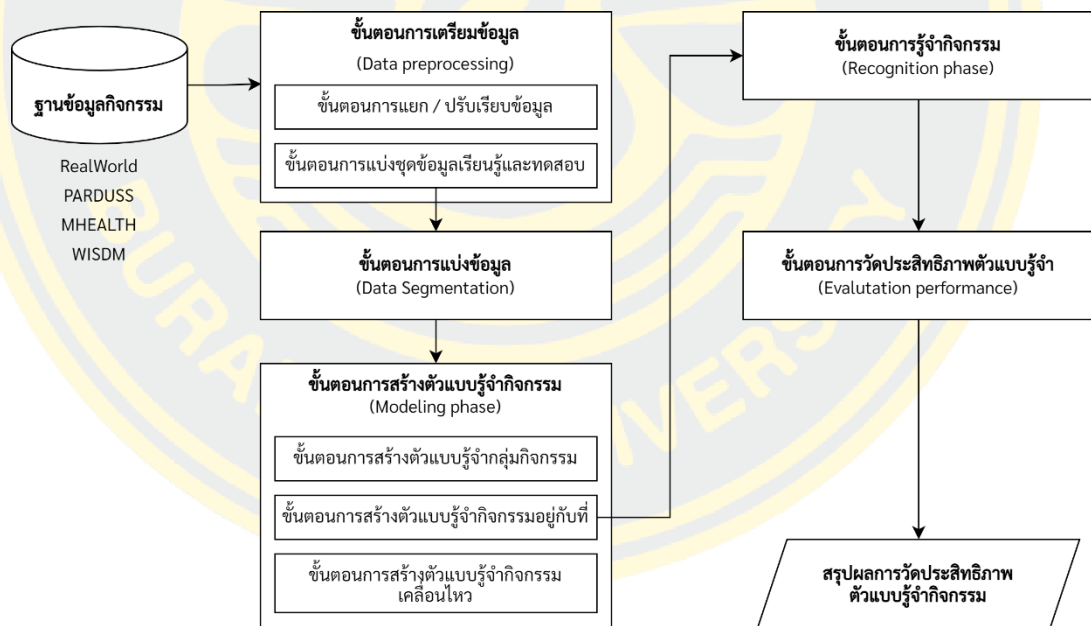 ฐานข้อมูลกิจกรรม
RealWorld
PARDUSS
MHEALTH
WISDM
ขั้นตอนการเตรียมข้อมูล
(Data preprocessing)
ขั้นตอนการแยก / ปรับเรียบข้อมูล
ขั้นตอนการแบ่งชุดข้อมูลเรียนรู้และทดสอบ
ขั้นตอนการแบ่งข้อมูล
(Data Segmentation)
ขั้นตอนการสร้างตัวแบบรู้จำกิจกรรม
(Modeling phase)
ขั้นตอนการสร้างตัวแบบรู้จำกลุ่มกิจกรรม
ขั้นตอนการสร้างตัวแบบรู้จำกิจกรรมอยู่กับที่
ขั้นตอนการสร้างตัวแบบรู้จำกิจกรรม
เคลื่อนไหว
ขั้นตอนการรู้จำกิจกรรม
(Recognition phase)
ขั้นตอนการวัดประสิทธิภาพตัวแบบรู้จำ
(Evalutation performance)
สรุปผลการวัดประสิทธิภาพ
ตัวแบบรู้จำกิจกรรม